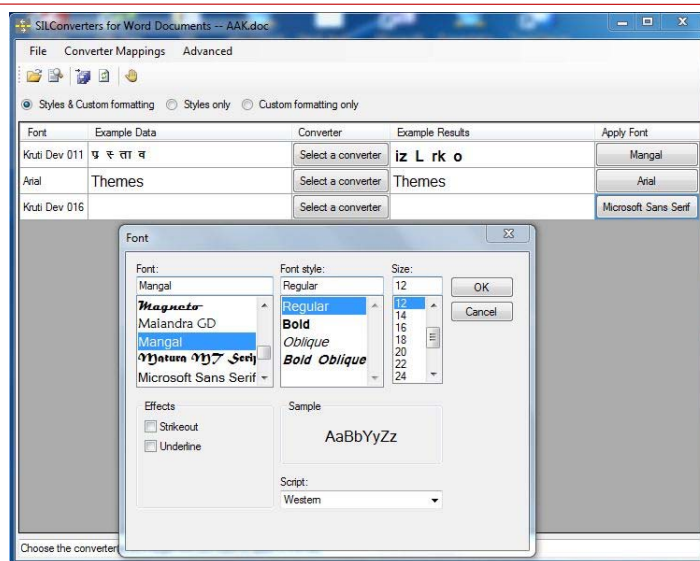 SILConverters for Word Documents -- AAK.doc
File Converter Mappings Advanced
Styles & Custom formatting Styles only Custom formatting only
Font Example Data Converter Example Results Apply Font
Kruti Dev 011 प्र स्ता व Select a converter iz L rk o Mangal
Arial Themes Select a converter Themes Arial
Kruti Dev 016 Select a converter Microsoft Sans Serif
Font
Font: Font style: Size:
Mangal Regular 12 OK
Magneto Regular 12 Cancel
Maiandra GD Bold 14
Mangal Oblique 16
Matura MT Scrip Bold Oblique 18
Microsoft Sans Serif 20
22
24
Effects Sample
Strikeout AaBbYyZz
Underline
Script:
Western
Choose the converter